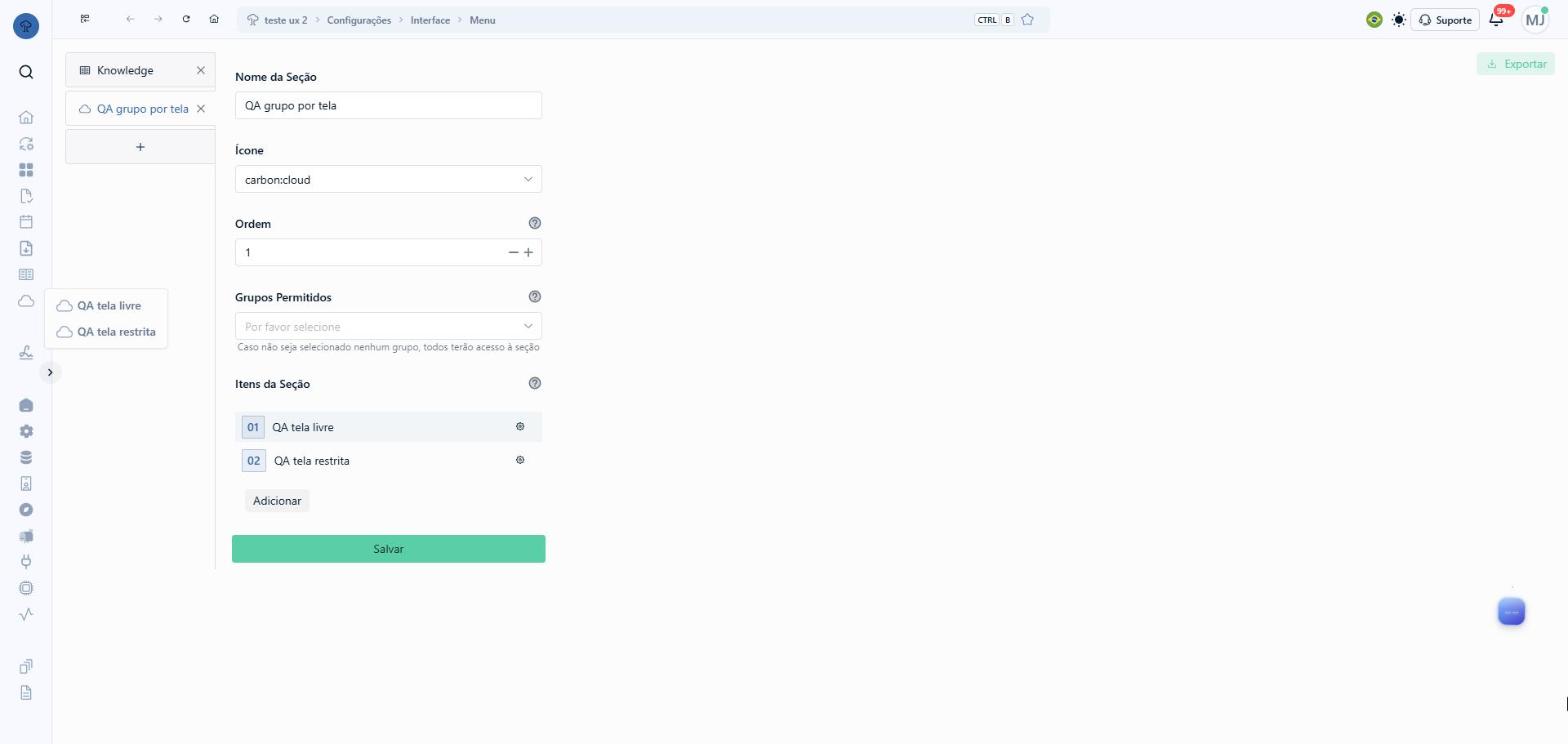 teste ux 2 > Configurações > Interface > Menu
CTRL B
Suporte
99+
MJ
Knowledge
QA grupo por tela
+
Exportar
Nome da Seção
QA grupo por tela
Ícone
carbon:cloud
Ordem
1
Grupos Permitidos
Por favor selecione
Caso não seja selecionado nenhum grupo, todos terão acesso à seção
Itens da Seção
01 QA tela livre
02 QA tela restrita
Adicionar
Salvar
QA tela livre
QA tela restrita